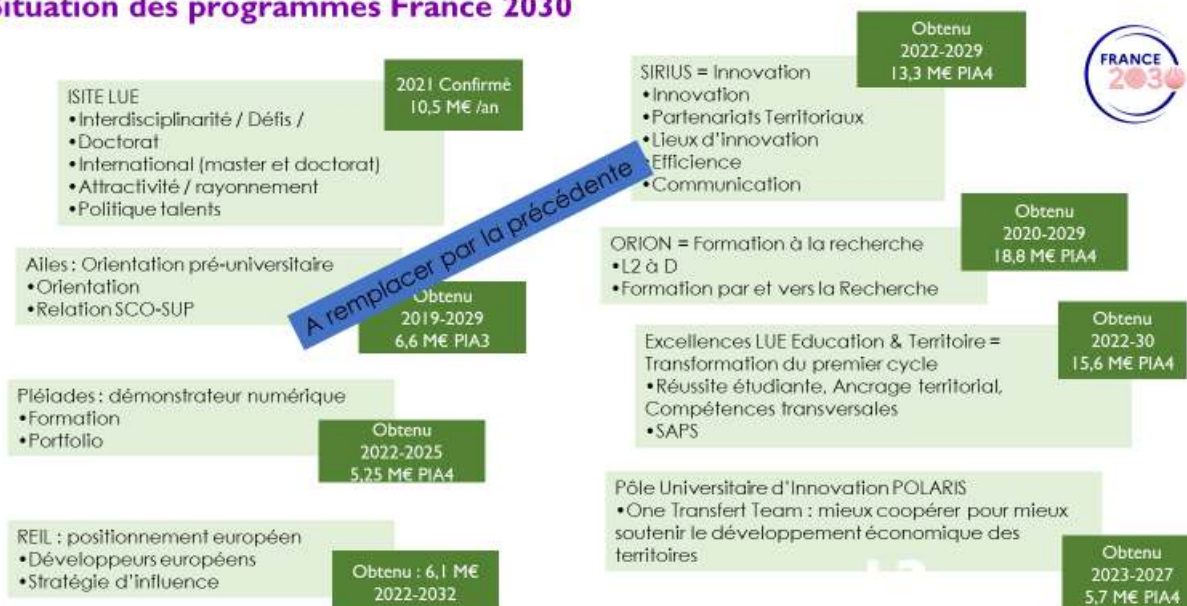 Situation des programmes France 2030
ISITE LUE
•Interdisciplinarité / Défis /
•Doctorat
•International (master et doctorat)
•Attractivité / rayonnement
•Politique talents
2021 Confirmé
10,5 M€ /an
Ailes : Orientation pré-universitaire
•Orientation
•Relation SCO-SUP
Obtenu
2019-2029
6,6 M€ PIA3
Pléiades : démonstrateur numérique
•Formation
•Portfolio
Obtenu
2022-2025
5,25 M€ PIA4
REIL : positionnement européen
•Développeurs européens
•Stratégie d'influence
Obtenu : 6,1 M€
2022-2032
A remplacer par la précédente
SIRIUS = Innovation
•Innovation
•Partenariats Territoriaux
•Lieux d'innovation
•Efficience
•Communication
Obtenu
2022-2029
13,3 M€ PIA4
FRANCE
2030
ORION = Formation à la recherche
•L2 à D
•Formation par et vers la Recherche
Obtenu
2020-2029
18,8 M€ PIA4
Excellences LUE Education & Territoire =
Transformation du premier cycle
•Réussite étudiante, Ancrage territorial,
Compétences transversales
•SAPS
Obtenu
2022-30
15,6 M€ PIA4
Pôle Universitaire d'Innovation POLARIS
•One Transfert Team : mieux coopérer pour mieux
soutenir le développement économique des
territoires
Obtenu
2023-2027
5,7 M€ PIA4